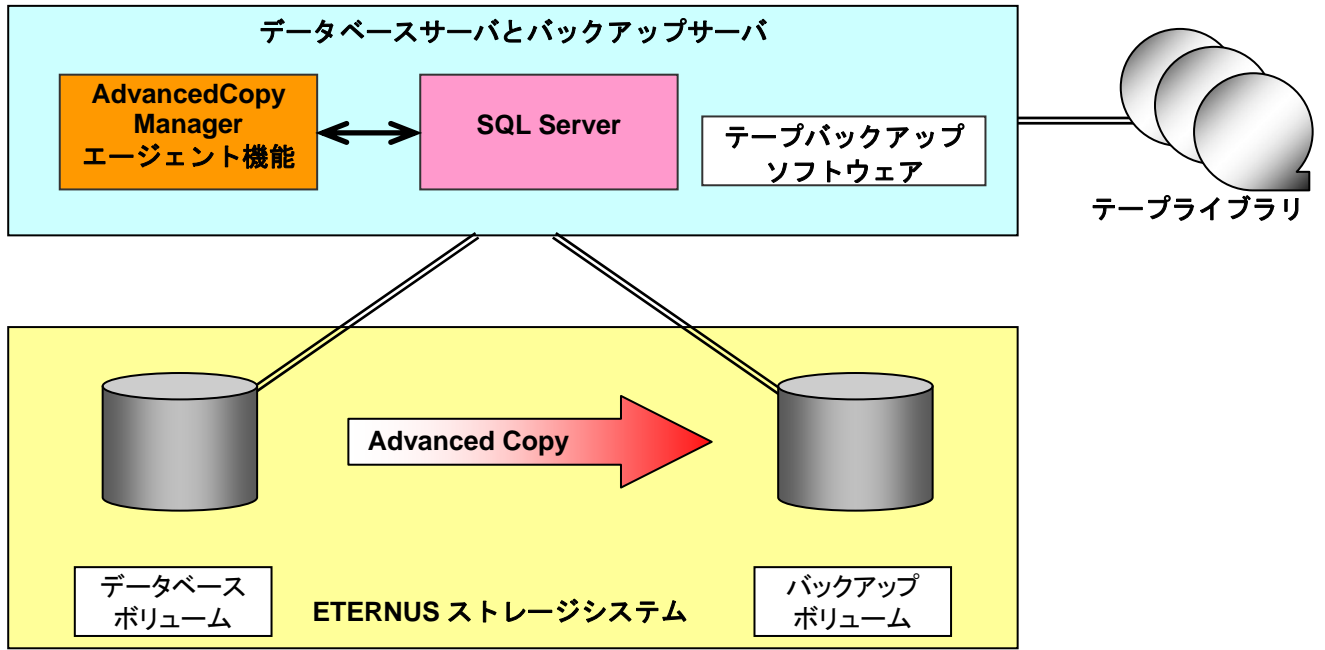 データベースサーバとバックアップサーバ
AdvancedCopy
Manager
エージェント機能
SQL Server
テープバックアップ
ソフトウェア
テープライブラリ
Advanced Copy
データベース
ボリューム
ETERNUS ストレージシステム
バックアップ
ボリューム